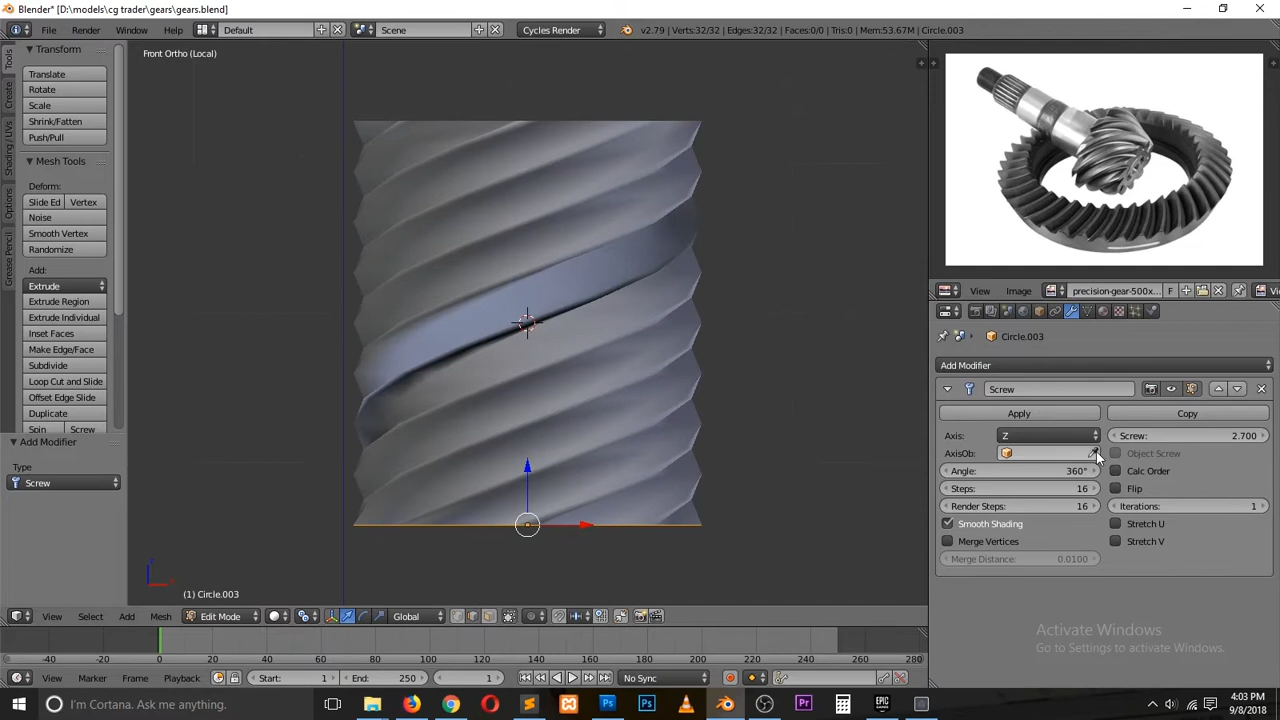 Blender* [D:\models\cg trader\gears\gears.blend]
File Render Window Help Default Scene Cycles Render v2.79 | Verts:32/32 | Edges:32/32 | Faces:0/0 | Tris:0 | Mem:53.67M | Circle.003
Tools
Create
Shading / UVs
Options
Grease Pencil
Transform
Translate
Rotate
Scale
Shrink/Fatten
Push/Pull
Mesh Tools
Deform:
Slide Ed Vertex
Noise
Smooth Vertex
Randomize
Add:
Extrude
Extrude Region
Extrude Individual
Inset Faces
Make Edge/Face
Subdivide
Loop Cut and Slide
Offset Edge Slide
Duplicate
Spin Screw
Add Modifier
Type
Screw
Front Ortho (Local)
(1) Circle.003
View Select Add Mesh Edit Mode Global
View Image precision-gear-500x... F Vie
Circle.003
Add Modifier
Screw
Apply Copy
Axis: Z Screw: 2.700
AxisOb: Object Screw
Angle: 360° Calc Order
Steps: 16 Flip
Render Steps: 16 Iterations: 1
Smooth Shading Stretch U
Merge Vertices Stretch V
Merge Distance: 0.0100
Activate Windows
Go to Settings to activate Windows.
-40 -20 0 20 40 60 80 100 120 140 160 180 200 220 240 260 280
View Marker Frame Playback Start: 1 End: 250 1 No Sync
I'm Cortana. Ask me anything.
4:03 PM
9/8/2018